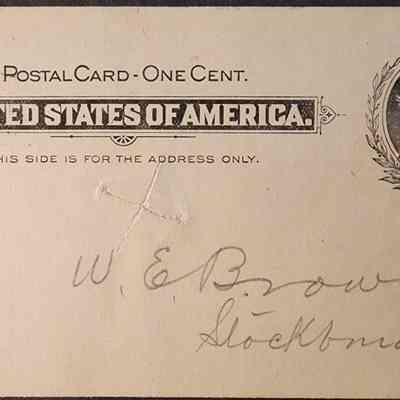 POSTAL CARD - ONE CENT.
TED STATES OF AMERICA.
HIS SIDE IS FOR THE ADDRESS ONLY.
W. E. Brow
Stockbri